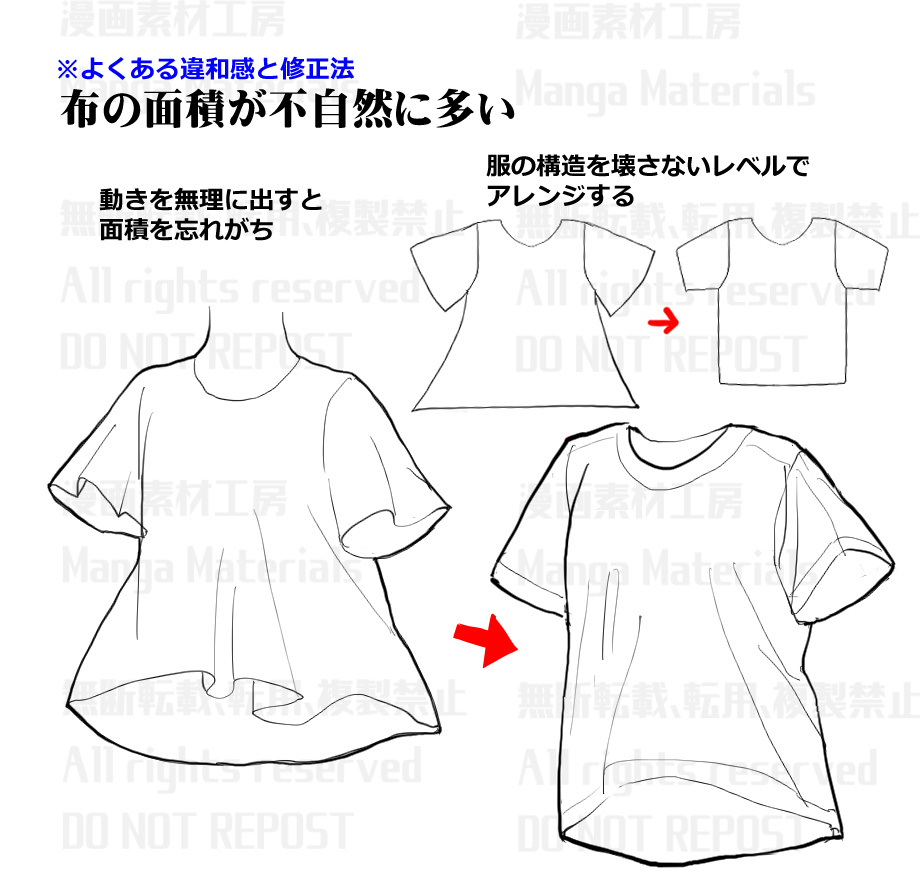 漫画素材工房
漫画素材工房
※よくある違和感と修正法
Manga Materials
Manga Materials
布の面積が不自然に多い
服の構造を壊さないレベルで
アレンジする
動きを無理に出すと
面積を忘れがち
無断転載、転用、複製禁止
無断転載、転用、複製禁止
All rights reserved
All rights reserved
DO NOT REPOST
DO NOT REPOST
漫画素材工房
漫画素材工房
Manga Materials
Manga Materials
無断転載、転用、複製禁止
無断転載、転用、複製禁止
All rights reserved
All rights reserved
DO NOT REPOST
DO NOT REPOST